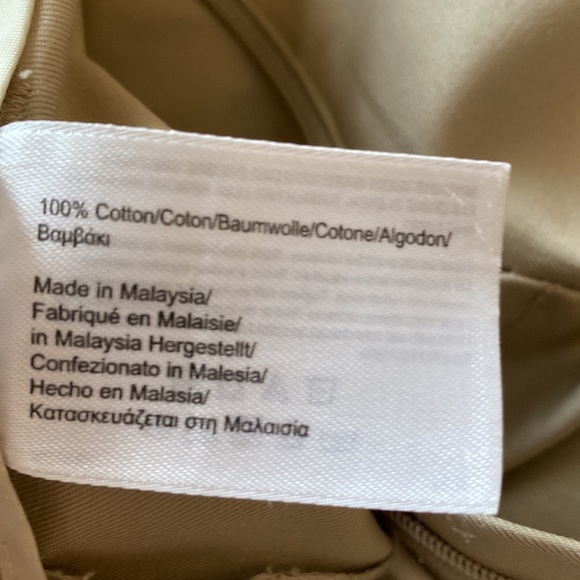 100% Cotton/Coton/Baumwolle/Cotone/Algodon/
Βαμβάκι
Made in Malaysia/
Fabriqué en Malaisie/
in Malaysia Hergestellt/
Confezionato in Malesia/
Hecho en Malasia/
Κατασκευάζεται στη Μαλαισία